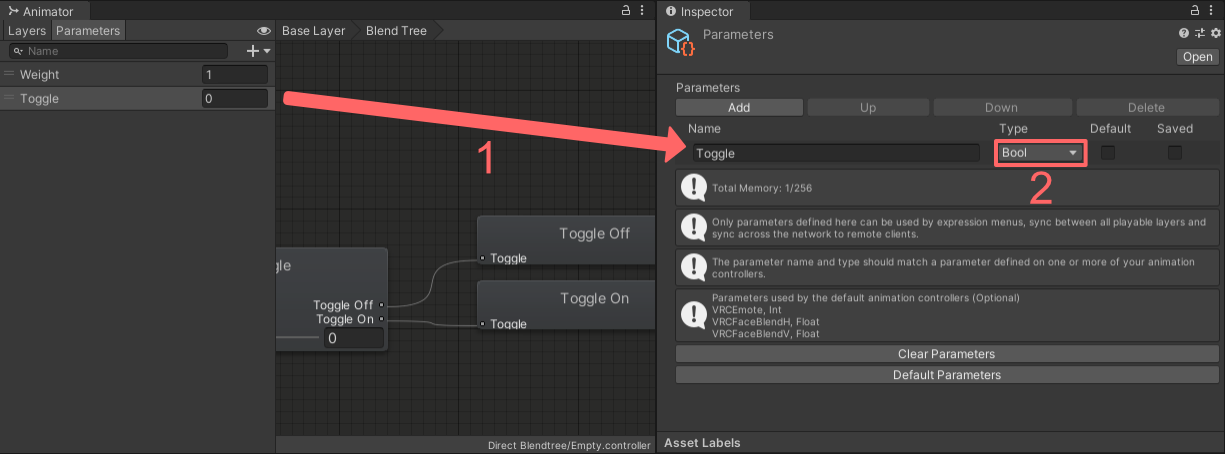 Animator
Layers Parameters
Name
Weight 1
Toggle 0
Base Layer Blend Tree
1
Toggle Off
Toggle
Toggle On
Toggle
Toggle Off
Toggle On
0
Direct Blendtree/Empty.controller
Inspector
Parameters
Open
Parameters
Add Up Down Delete
Name Type Default Saved
Toggle Bool
2
Total Memory: 1/256
Only parameters defined here can be used by expression menus, sync between all playable layers and
sync across the network to remote clients.
The parameter name and type should match a parameter defined on one or more of your animation
controllers.
Parameters used by the default animation controllers (Optional)
VRCEmote, Int
VRCFaceBlendH, Float
VRCFaceBlendV, Float
Clear Parameters
Default Parameters
Asset Labels